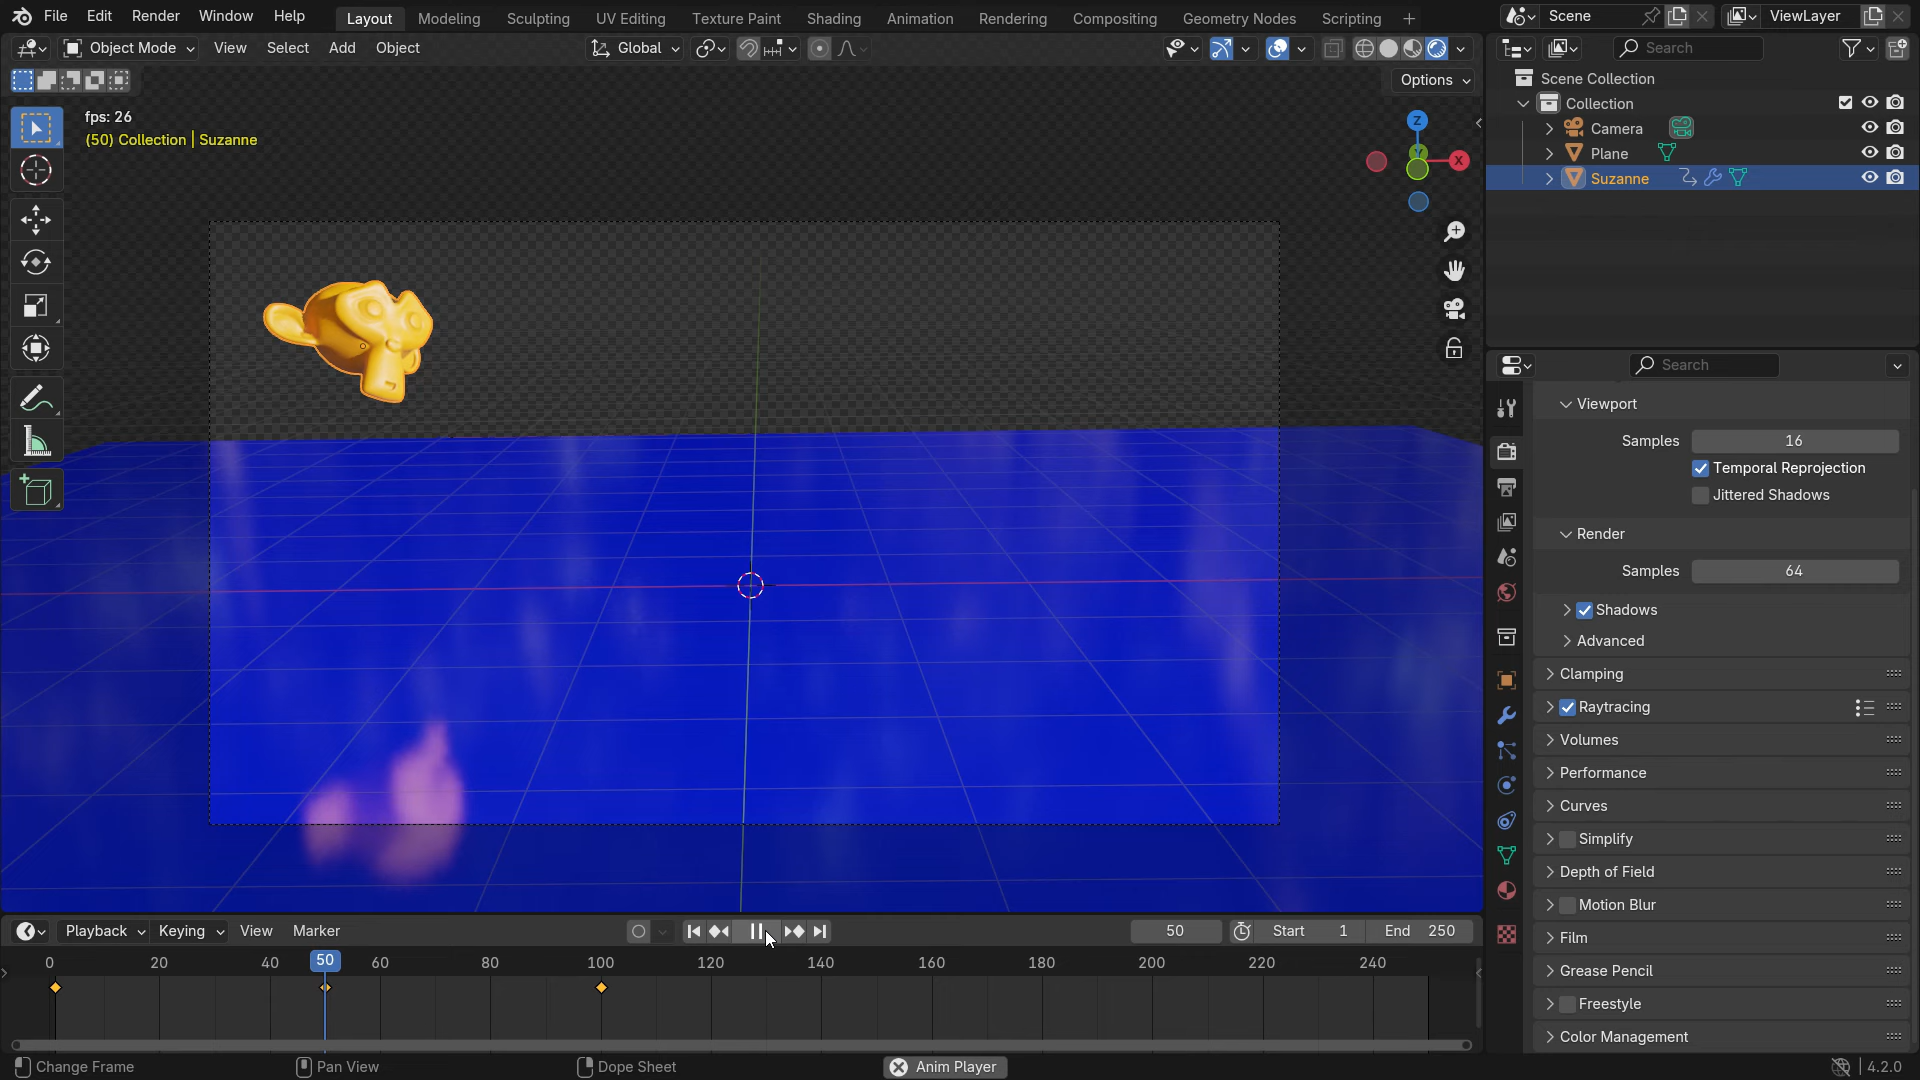 File Edit Render Window Help Layout Modeling Sculpting UV Editing Texture Paint Shading Animation Rendering Compositing Geometry Nodes Scripting Scene ViewLayer
Object Mode View Select Add Object Global Search
Options
fps: 26
(50) Collection | Suzanne
Z
Y
X
Scene Collection
Collection
Camera
Plane
Suzanne
Search
Viewport
Samples 16
Temporal Reprojection
Jittered Shadows
Render
Samples 64
Shadows
Advanced
Clamping
Raytracing
Volumes
Performance
Curves
Simplify
Depth of Field
Motion Blur
Film
Grease Pencil
Freestyle
Color Management
Playback Keying View Marker 50 Start 1 End 250
0 20 40 50 60 80 100 120 140 160 180 200 220 240
Change Frame Pan View Dope Sheet Anim Player 4.2.0